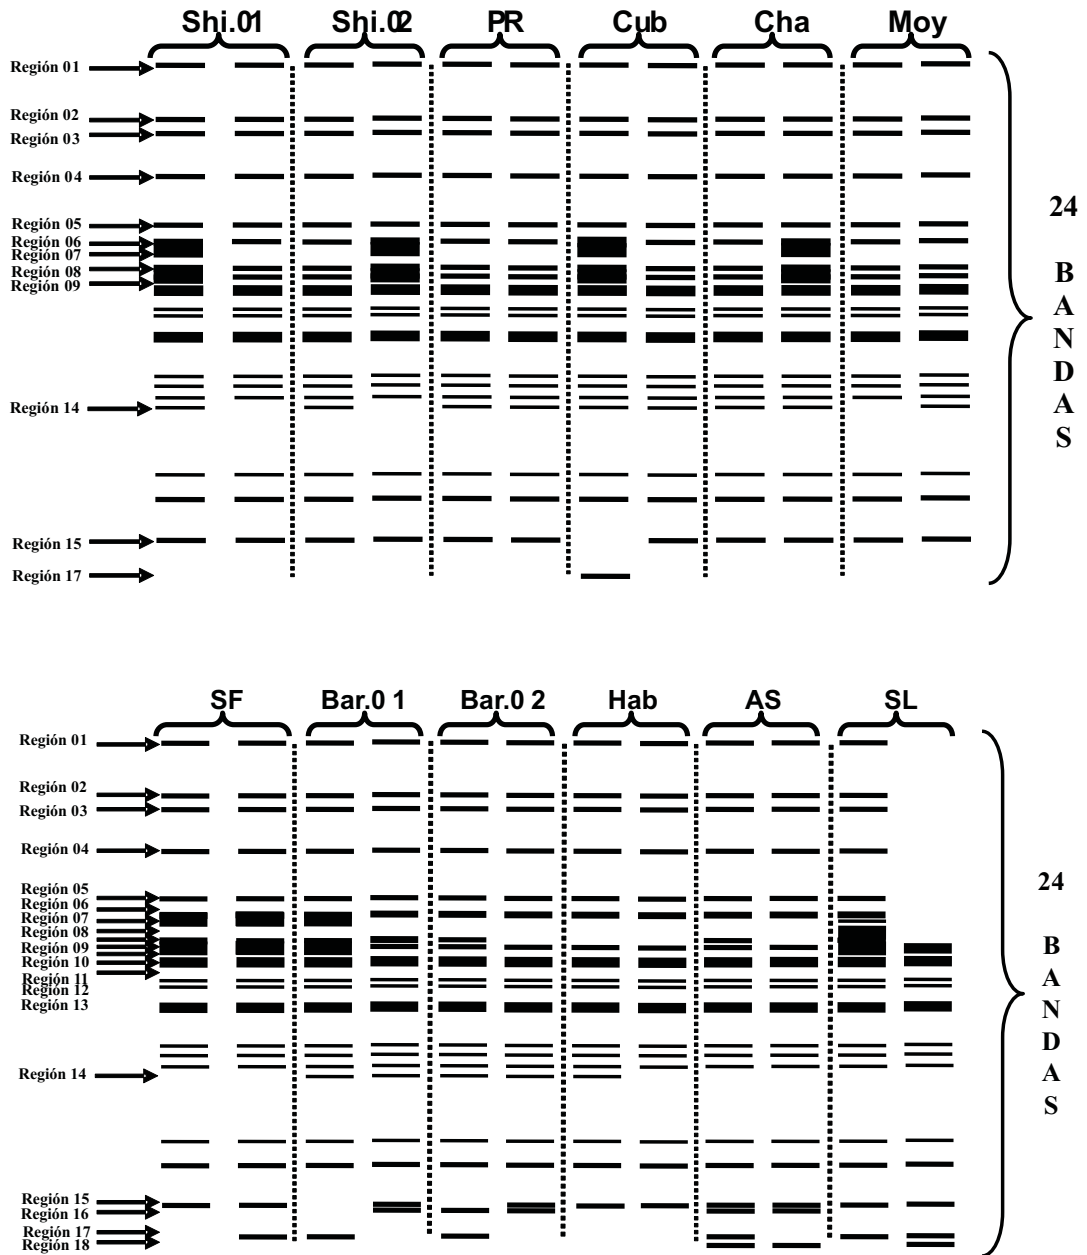 Shi.01 Shi.02 PR Cub Cha Moy
Región 01
Región 02
Región 03
Región 04
Región 05
Región 06
Región 07
Región 08
Región 09
Región 14
Región 15
Región 17
24
B
A
N
D
A
S
SF Bar.0 1 Bar.0 2 Hab AS SL
Región 01
Región 02
Región 03
Región 04
Región 05
Región 06
Región 07
Región 08
Región 09
Región 10
Región 11
Región 12
Región 13
Región 14
Región 15
Región 16
Región 17
Región 18
24
B
A
N
D
A
S